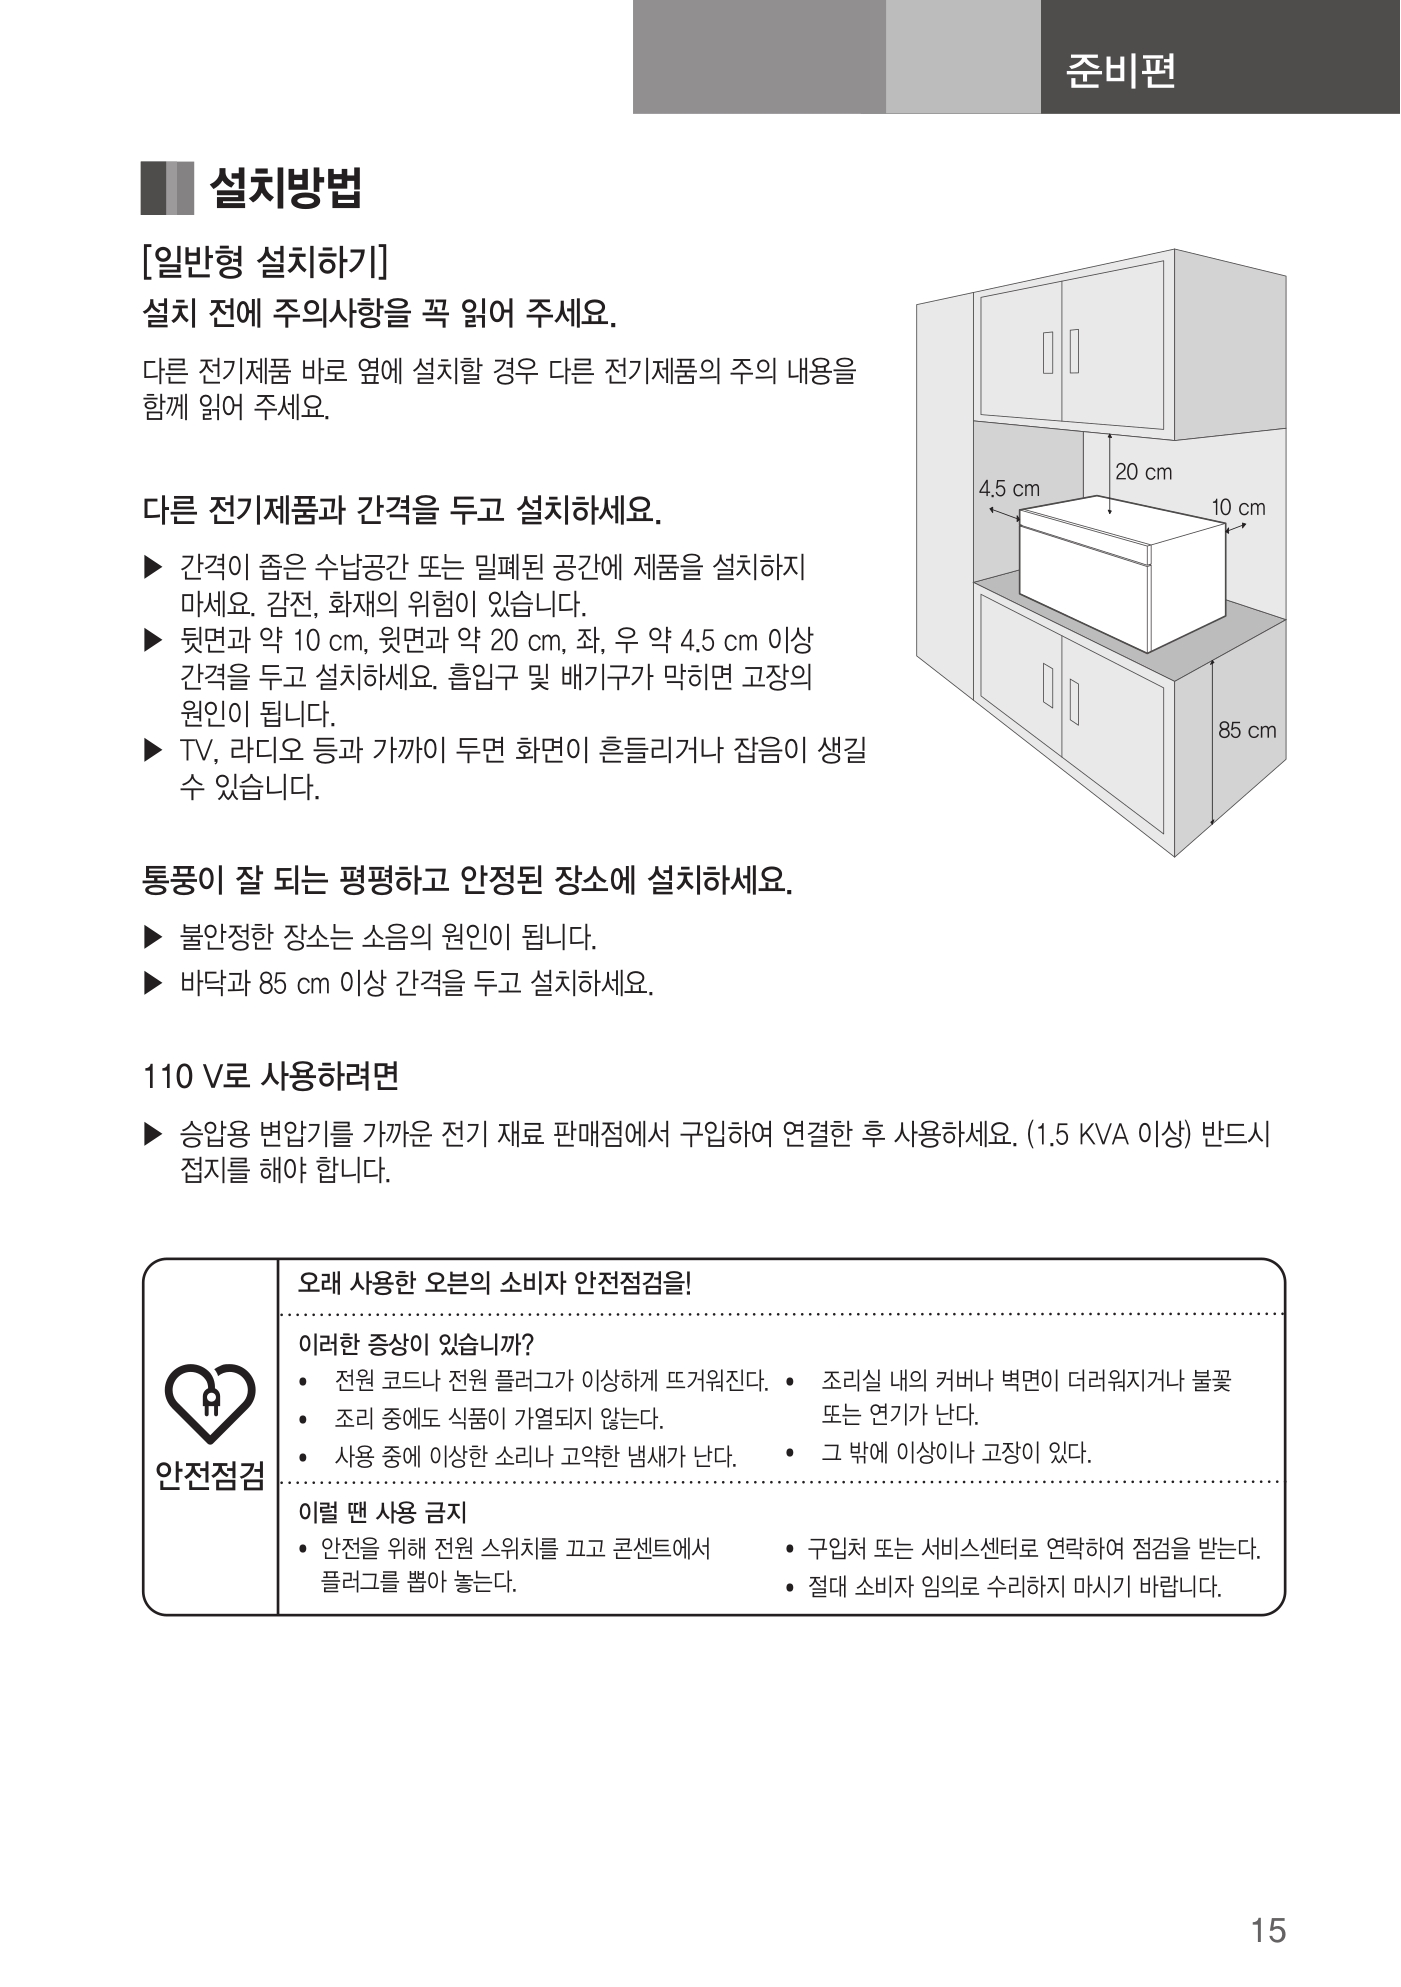 준비편
설치방법
[일반형 설치하기]
설치 전에 주의사항을 꼭 읽어 주세요.
다른 전기제품 바로 옆에 설치할 경우 다른 전기제품의 주의 내용을
함께 읽어 주세요.
다른 전기제품과 간격을 두고 설치하세요.
▶ 간격이 좁은 수납공간 또는 밀폐된 공간에 제품을 설치하지
마세요. 감전, 화재의 위험이 있습니다.
▶ 뒷면과 약 10 cm, 윗면과 약 20 cm, 좌, 우 약 4.5 cm 이상
간격을 두고 설치하세요. 흡입구 및 배기구가 막히면 고장의
원인이 됩니다.
▶ TV, 라디오 등과 가까이 두면 화면이 흔들리거나 잡음이 생길
수 있습니다.
20 cm
4.5 cm
10 cm
85 cm
통풍이 잘 되는 평평하고 안정된 장소에 설치하세요.
▶ 불안정한 장소는 소음의 원인이 됩니다.
▶ 바닥과 85 cm 이상 간격을 두고 설치하세요.
110 V로 사용하려면
▶ 승압용 변압기를 가까운 전기 재료 판매점에서 구입하여 연결한 후 사용하세요. (1.5 KVA 이상) 반드시
접지를 해야 합니다.
안전점검
오래 사용한 오븐의 소비자 안전점검을!
이러한 증상이 있습니까?
• 전원 코드나 전원 플러그가 이상하게 뜨거워진다.
• 조리 중에도 식품이 가열되지 않는다.
• 사용 중에 이상한 소리나 고약한 냄새가 난다.
• 조리실 내의 커버나 벽면이 더러워지거나 불꽃
또는 연기가 난다.
• 그 밖에 이상이나 고장이 있다.
이럴 땐 사용 금지
• 안전을 위해 전원 스위치를 끄고 콘센트에서
플러그를 뽑아 놓는다.
• 구입처 또는 서비스센터로 연락하여 점검을 받는다.
• 절대 소비자 임의로 수리하지 마시기 바랍니다.
15